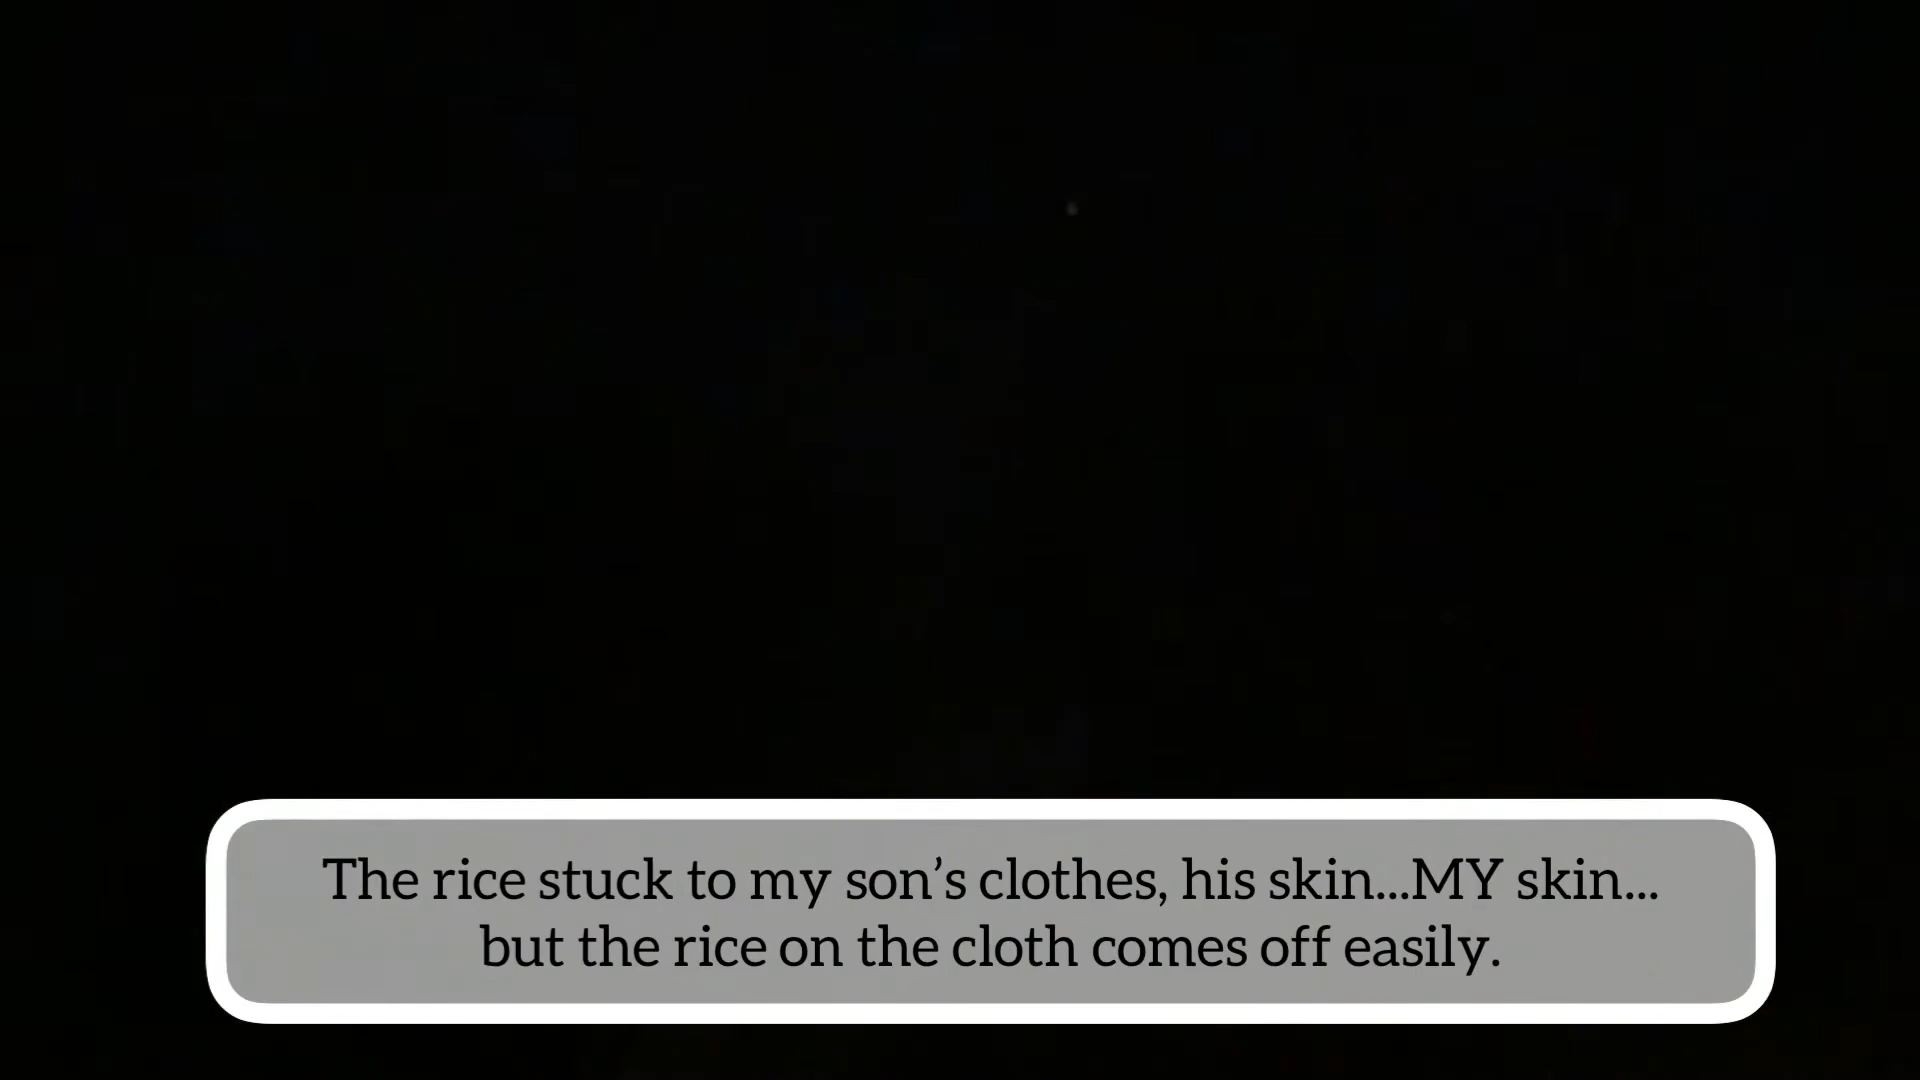 The rice stuck to my son’s clothes, his skin...MY skin...
but the rice on the cloth comes off easily.